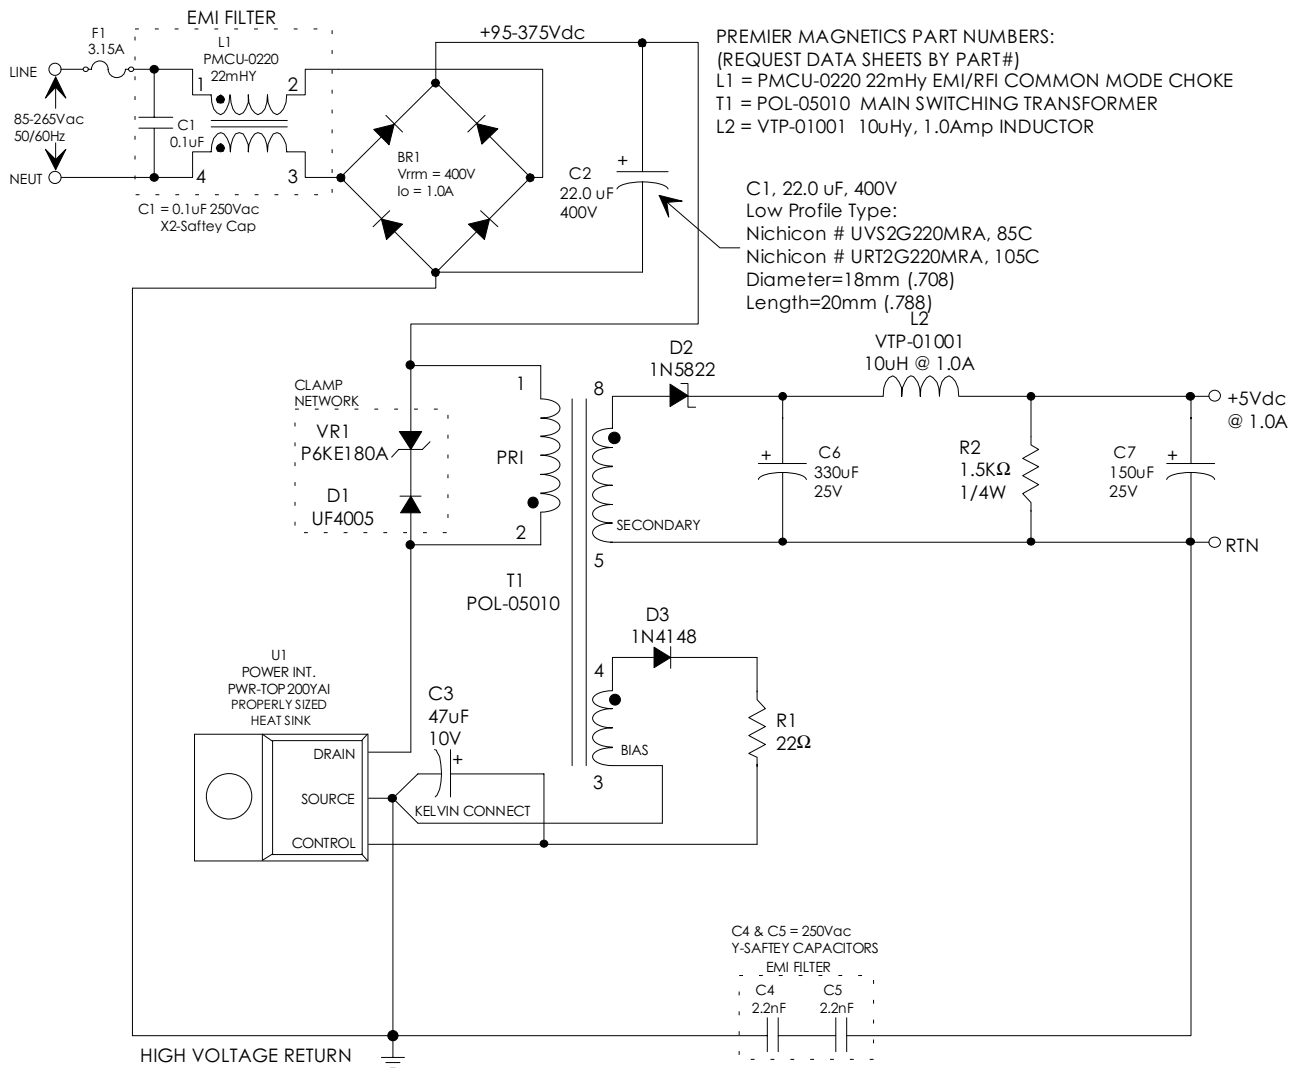 EMI FILTER
F1
3.15A
L1
PMCU-0220
22mHY
1
2
LINE
85-265Vac
50/60Hz
C1
0.1uF
NEUT
4
3
C1 = 0.1uF 250Vac
X2-Saftey Cap
+95-375Vdc
BR1
Vrrm = 400V
Io = 1.0A
+
C2
22.0 uF
400V
PREMIER MAGNETICS PART NUMBERS:
(REQUEST DATA SHEETS BY PART#)
L1 = PMCU-0220 22mHy EMI/RFI COMMON MODE CHOKE
T1 = POL-05010 MAIN SWITCHING TRANSFORMER
L2 = VTP-01001 10uHy, 1.0Amp INDUCTOR
C1, 22.0 uF, 400V
Low Profile Type:
Nichicon # UVS2G220MRA, 85C
Nichicon # URT2G220MRA, 105C
Diameter=18mm (.708)
Length=20mm (.788)
L2
VTP-01001
10uH @ 1.0A
D2
1N5822
CLAMP
NETWORK
VR1
P6KE180A
D1
UF4005
1
PRI
2
8
SECONDARY
5
T1
POL-05010
+
C6
330uF
25V
R2
1.5KΩ
1/4W
C7
150uF
25V
+
+5Vdc
@ 1.0A
RTN
D3
1N4148
4
BIAS
3
R1
22Ω
U1
POWER INT.
PWR-TOP200YAI
PROPERLY SIZED
HEAT SINK
DRAIN
SOURCE
CONTROL
C3
47uF
10V
+
KELVIN CONNECT
C4 & C5 = 250Vac
Y-SAFTEY CAPACITORS
EMI FILTER
C4
2.2nF
C5
2.2nF
HIGH VOLTAGE RETURN